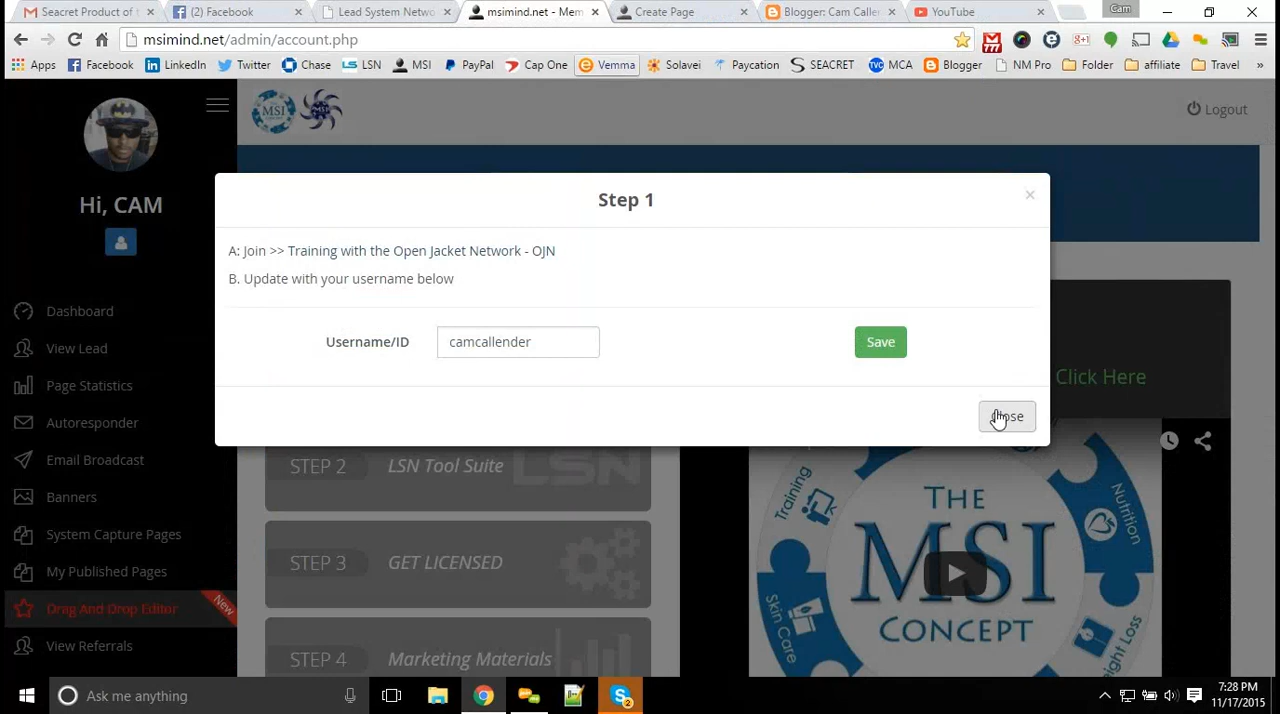 Seacret Product of t
(2) Facebook
Lead System Netwo
msimind.net - Mem
Create Page
Blogger: Cam Calle
YouTube
Cam
msimind.net/admin/account.php
Apps
Facebook
LinkedIn
Twitter
Chase
LSN
MSI
PayPal
Cap One
Vemma
Solavei
Paycation
SEACRET
MCA
Blogger
NM Pro
Folder
affiliate
Travel
»
MSI
Logout
Hi, CAM
Step 1
×
A: Join >> Training with the Open Jacket Network - OJN
B. Update with your username below
Username/ID
camcallender
Save
Click Here
Dashboard
View Lead
Page Statistics
Autoresponder
Email Broadcast
Banners
System Capture Pages
My Published Pages
Drag And Drop Editor
New
View Referrals
STEP 2
LSN Tool Suite
LSN
STEP 3
GET LICENSED
STEP 4
Marketing Materials
Training
Nutrition
THE
MSI
CONCEPT
Skin Care
Ask me anything
2
7:28 PM
11/17/2015